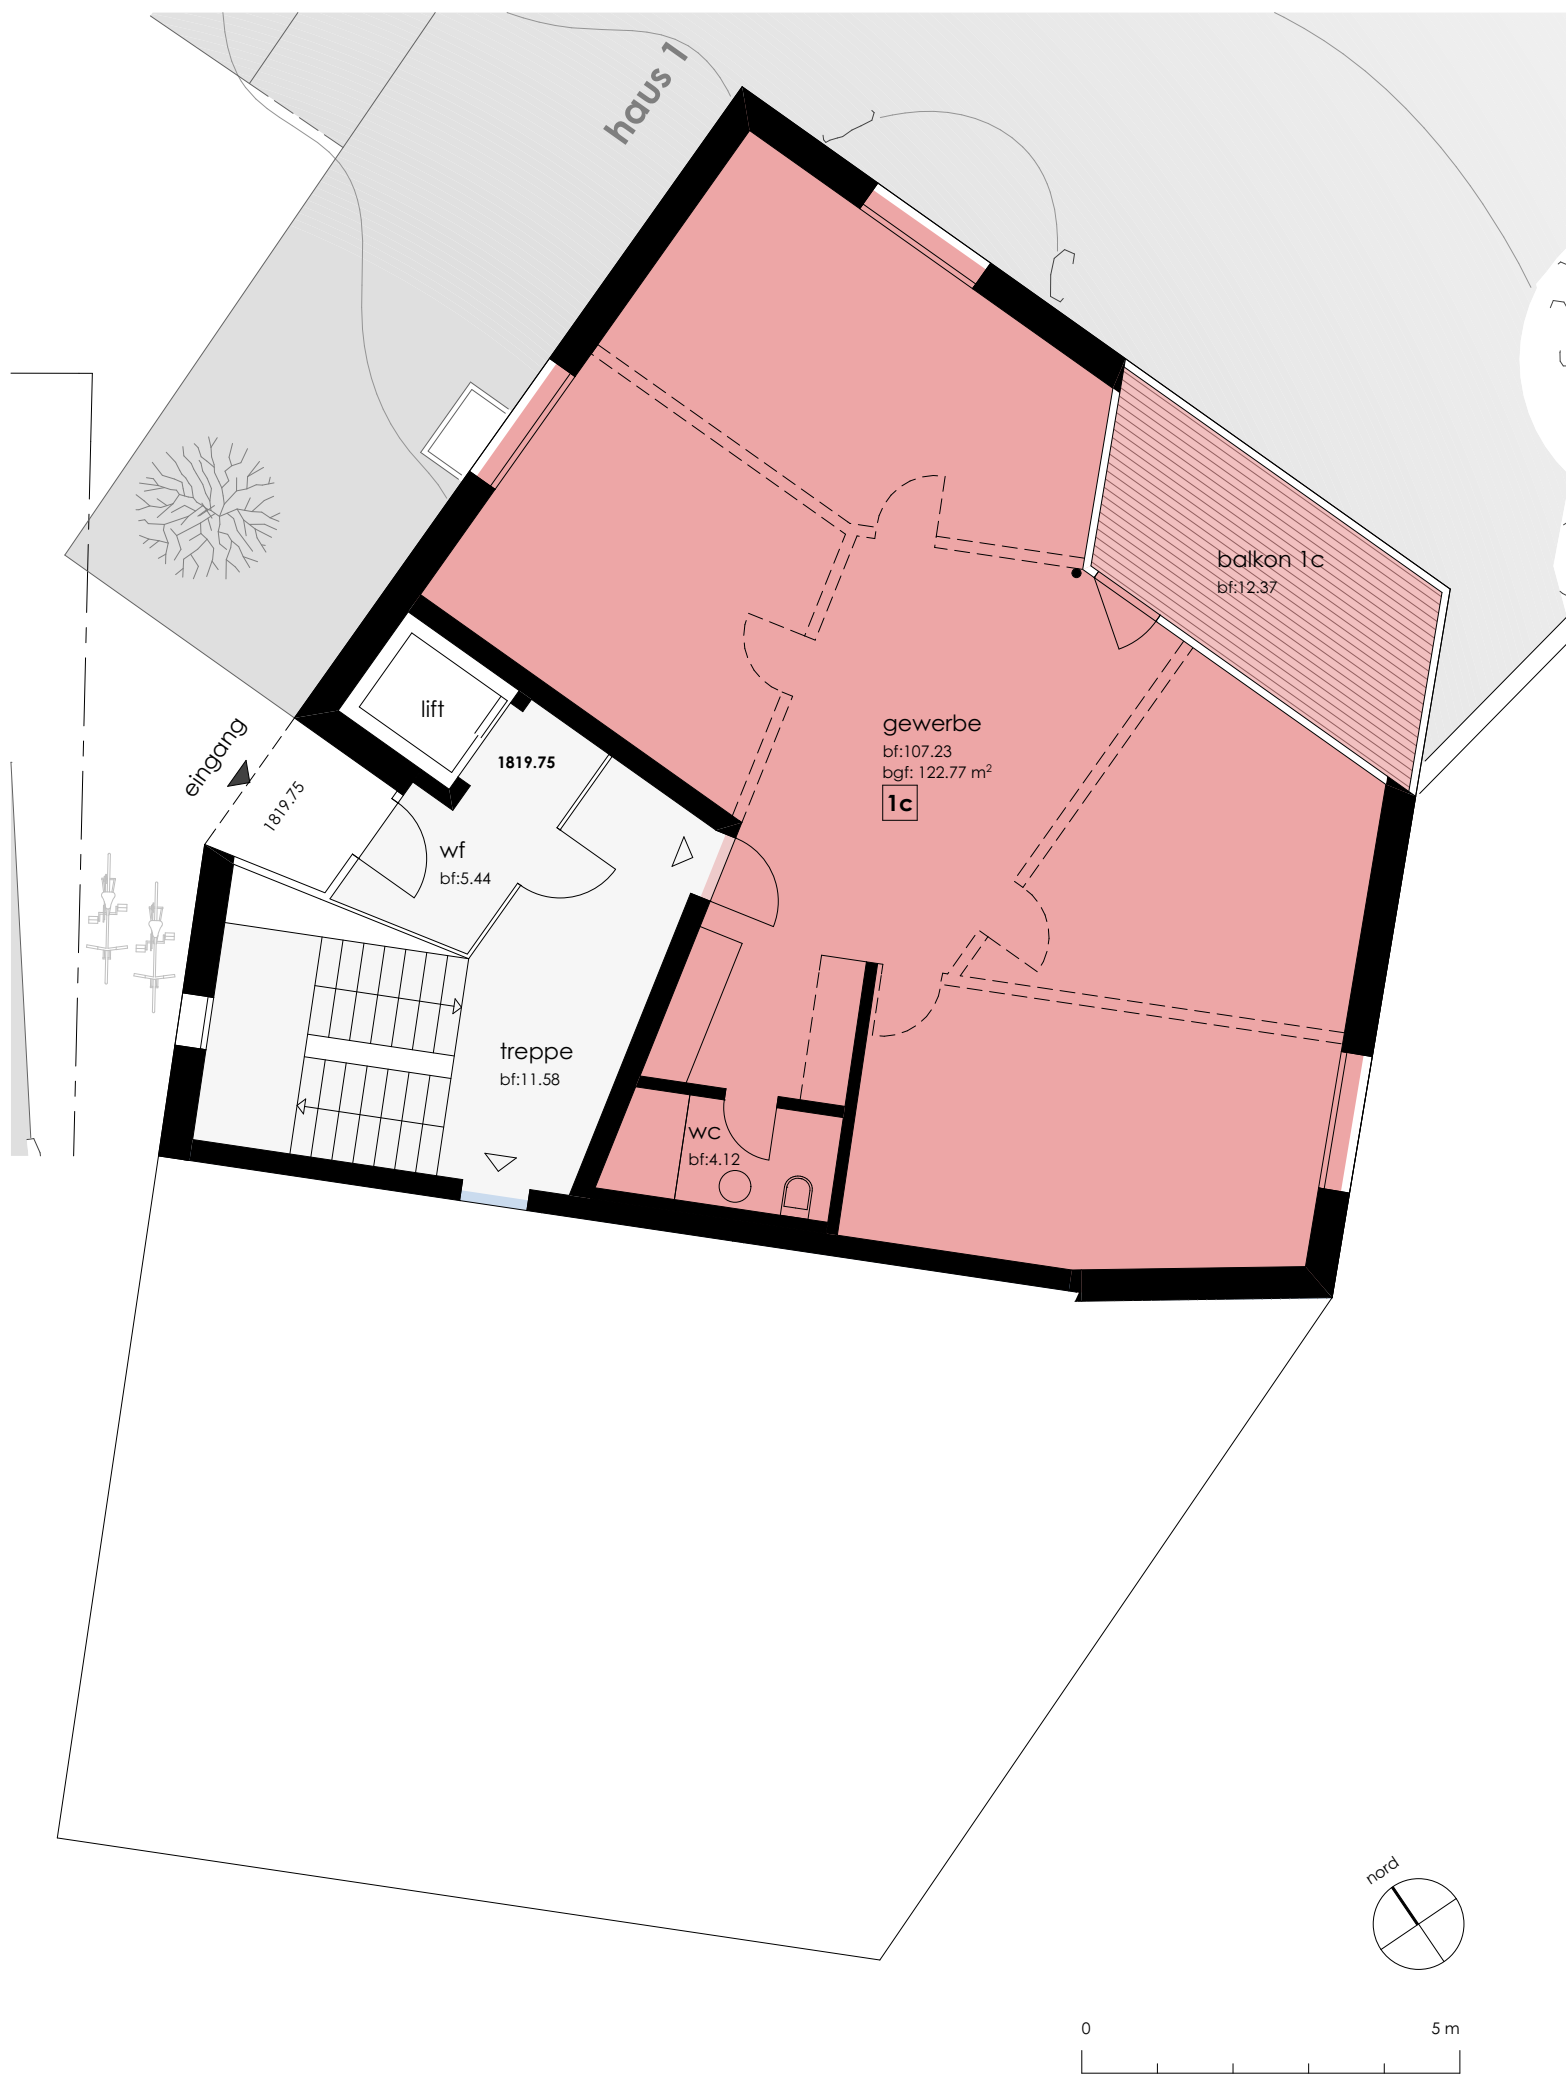 haus 1
balkon 1c
bf:12.37
lift
eingang
1819.75
1819.75
gewerbe
bf:107.23
bgf: 122.77 m²
1c
wf
bf:5.44
treppe
bf:11.58
wc
bf:4.12
nord
0 5 m